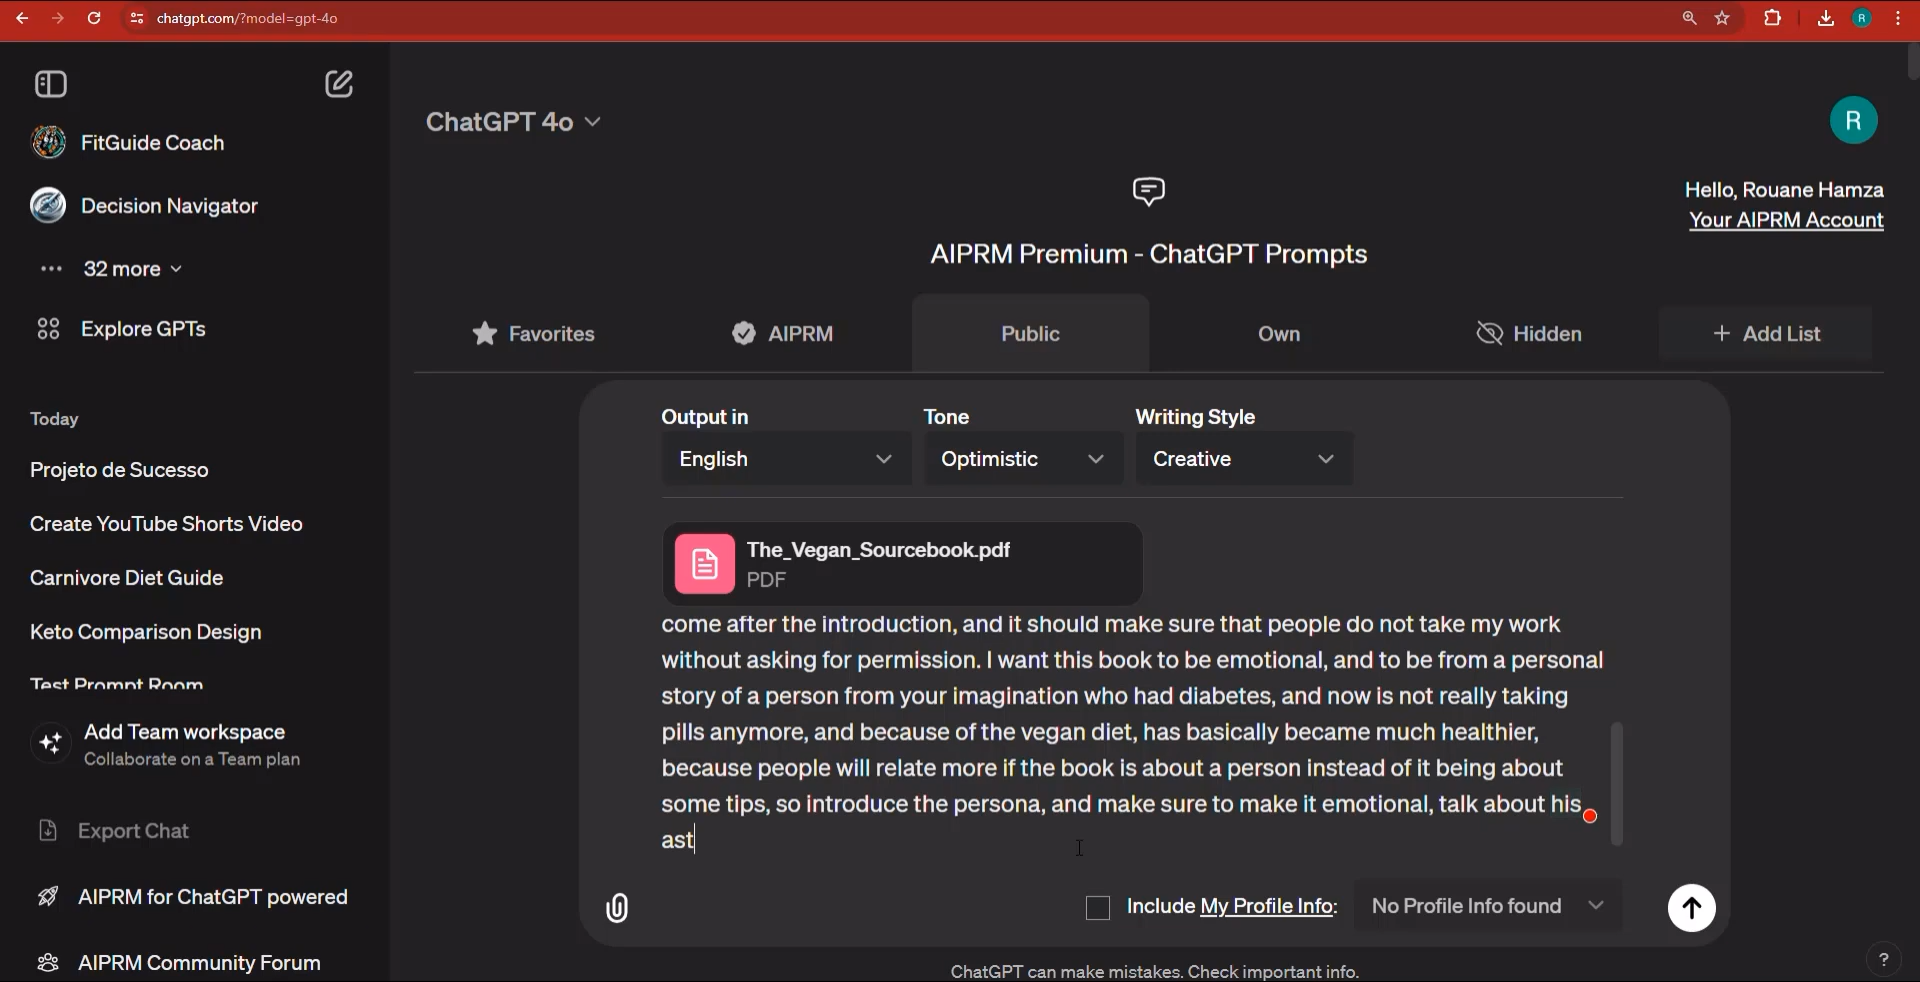 chatgpt.com/?model=gpt-4o
R
FitGuide Coach
Decision Navigator
32 more
Explore GPTs
Today
Projeto de Sucesso
Create YouTube Shorts Video
Carnivore Diet Guide
Keto Comparison Design
Test Prompt Room
Add Team workspace
Collaborate on a Team plan
Export Chat
AIPRM for ChatGPT powered
AIPRM Community Forum
ChatGPT 4o
R
Hello, Rouane Hamza
Your AIPRM Account
AIPRM Premium - ChatGPT Prompts
Favorites
AIPRM
Public
Own
Hidden
+ Add List
Output in
Tone
Writing Style
English
Optimistic
Creative
The_Vegan_Sourcebook.pdf
PDF
come after the introduction, and it should make sure that people do not take my work
without asking for permission. I want this book to be emotional, and to be from a personal
story of a person from your imagination who had diabetes, and now is not really taking
pills anymore, and because of the vegan diet, has basically became much healthier,
because people will relate more if the book is about a person instead of it being about
some tips, so introduce the persona, and make sure to make it emotional, talk about his
ast
Include My Profile Info:
No Profile Info found
ChatGPT can make mistakes. Check important info.
?